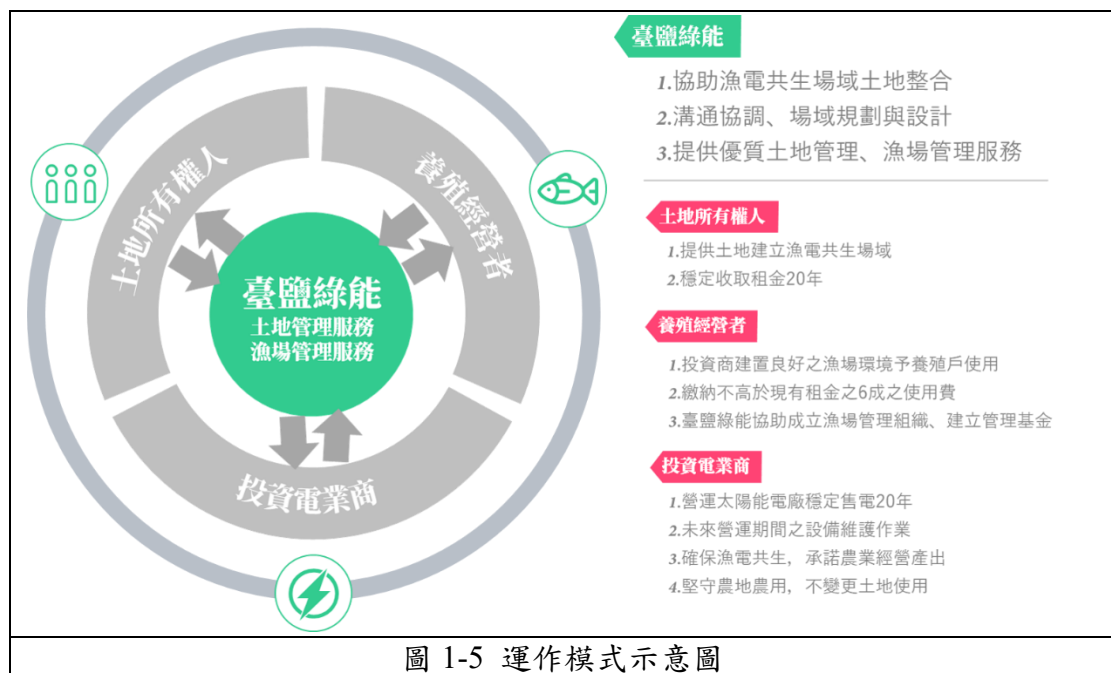 土地所有權人
養殖經營者
臺鹽綠能
土地管理服務
漁場管理服務
投資電業商
臺鹽綠能
1.協助漁電共生場域土地整合
2.溝通協調、場域規劃與設計
3.提供優質土地管理、漁場管理服務
土地所有權人
1.提供土地建立漁電共生場域
2.穩定收取租金20年
養殖經營者
1.投資商建置良好之漁場環境予養殖戶使用
2.繳納不高於現有租金之6成之使用費
3.臺鹽綠能協助成立漁場管理組織、建立管理基金
投資電業商
1.營運太陽能電廠穩定售電20年
2.未來營運期間之設備維護作業
3.確保漁電共生，承諾農業經營產出
4.堅守農地農用，不變更土地使用
圖 1-5 運作模式示意圖